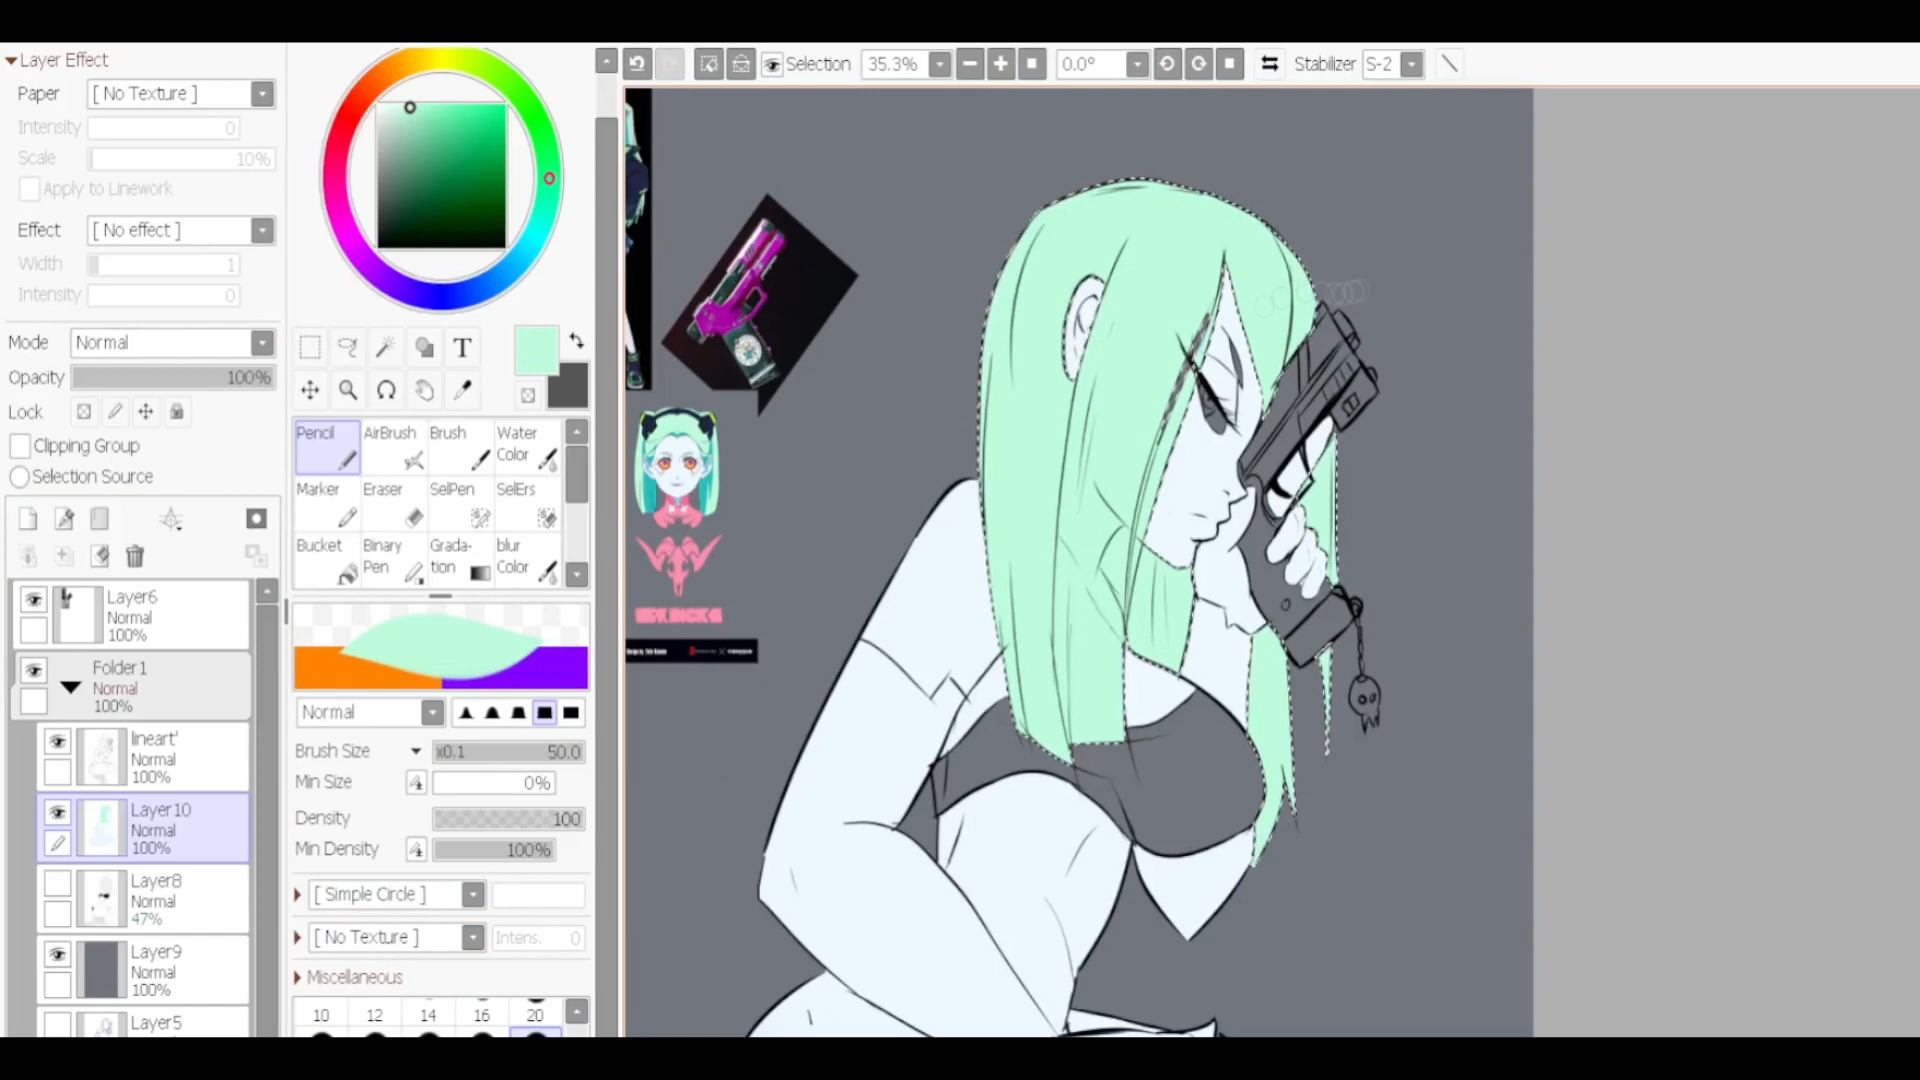 Layer Effect
Paper [ No Texture ]
Intensity 0
Scale 10%
Apply to Linework
Effect [ No effect ]
Width 1
Intensity 0
Mode Normal
Opacity 100%
Lock
Clipping Group
Selection Source
Layer6
Normal
100%
Folder1
Normal
100%
lineart'
Normal
100%
Layer10
Normal
100%
Layer8
Normal
47%
Layer9
Normal
100%
Layer5
T
Pencil AirBrush Brush Water Color
Marker Eraser SelPen SelErs
Bucket Binary Pen Grada-tion blur Color
Normal
Brush Size x0.1 50.0
Min Size 0%
Density 100
Min Density 100%
[ Simple Circle ]
[ No Texture ] Intens. 0
Miscellaneous
10 12 14 16 20
Selection 35.3% 0.0° Stabilizer S-2